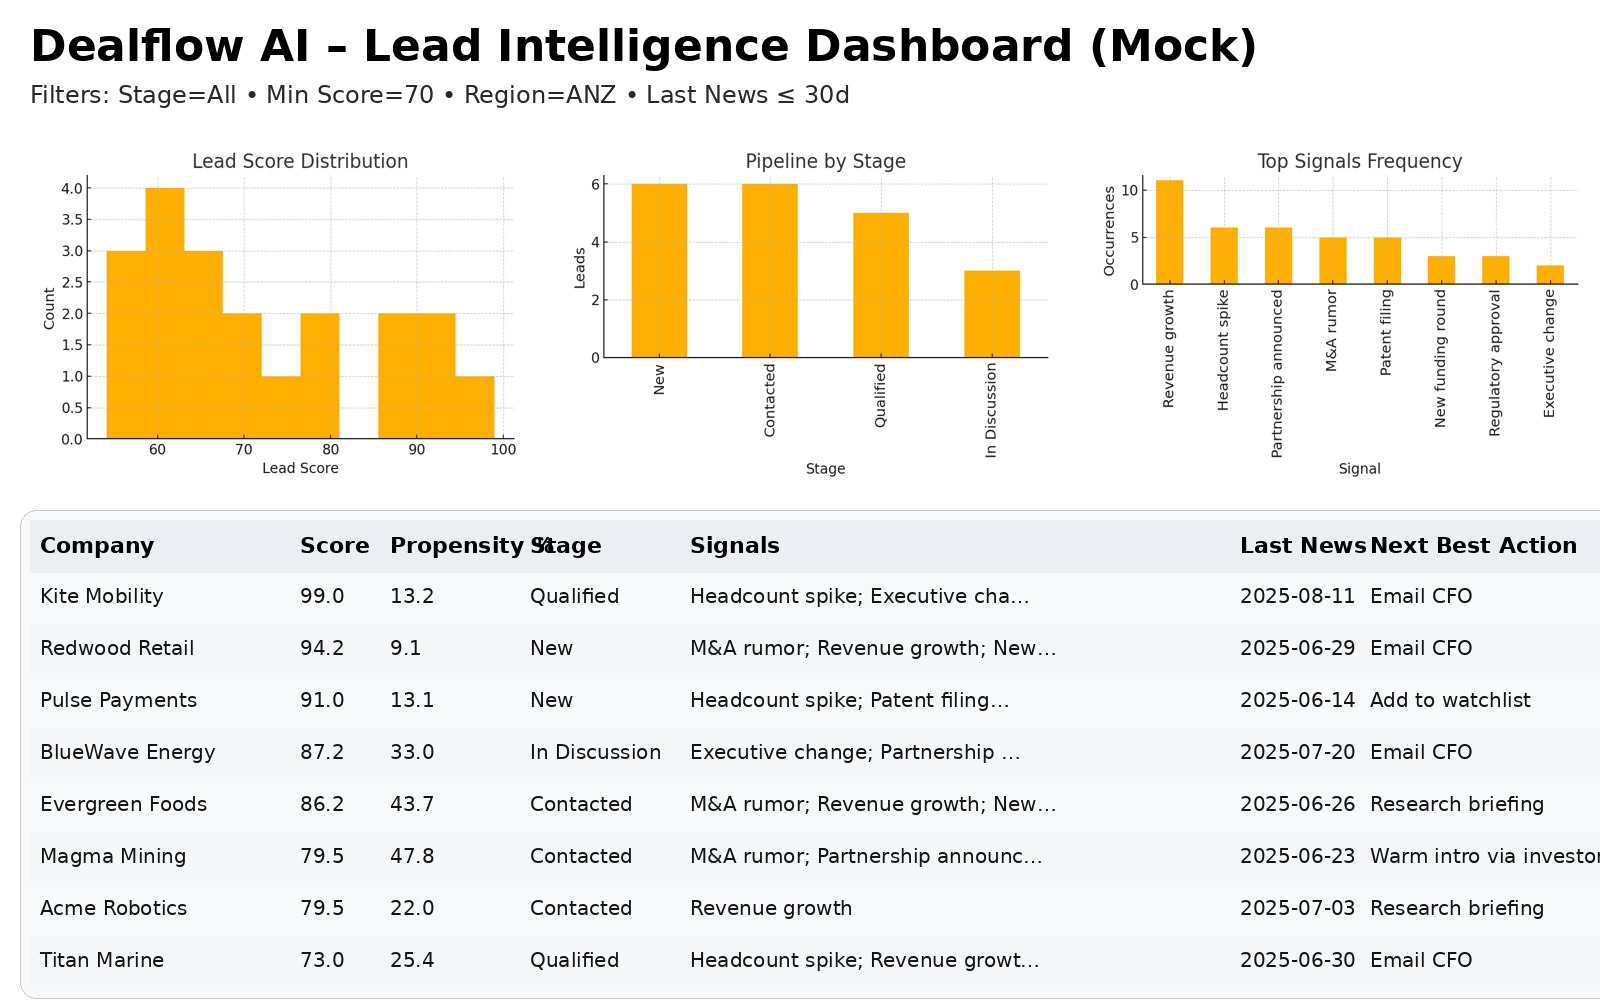 Dealflow AI – Lead Intelligence Dashboard (Mock)
Filters: Stage=All • Min Score=70 • Region=ANZ • Last News ≤ 30d
Lead Score Distribution
Count
4.0
3.5
3.0
2.5
2.0
1.5
1.0
0.5
0.0
60 70 80 90 100
Lead Score
Pipeline by Stage
Leads
6
4
2
0
New
Contacted
Qualified
In Discussion
Stage
Top Signals Frequency
Occurrences
10
5
0
Revenue growth
Headcount spike
Partnership announced
M&A rumor
Patent filing
New funding round
Regulatory approval
Executive change
Signal
Company Score Propensity % Stage Signals Last News Next Best Action
Kite Mobility 99.0 13.2 Qualified Headcount spike; Executive cha… 2025-08-11 Email CFO
Redwood Retail 94.2 9.1 New M&A rumor; Revenue growth; New… 2025-06-29 Email CFO
Pulse Payments 91.0 13.1 New Headcount spike; Patent filing… 2025-06-14 Add to watchlist
BlueWave Energy 87.2 33.0 In Discussion Executive change; Partnership … 2025-07-20 Email CFO
Evergreen Foods 86.2 43.7 Contacted M&A rumor; Revenue growth; New… 2025-06-26 Research briefing
Magma Mining 79.5 47.8 Contacted M&A rumor; Partnership announc… 2025-06-23 Warm intro via investor
Acme Robotics 79.5 22.0 Contacted Revenue growth 2025-07-03 Research briefing
Titan Marine 73.0 25.4 Qualified Headcount spike; Revenue growt… 2025-06-30 Email CFO